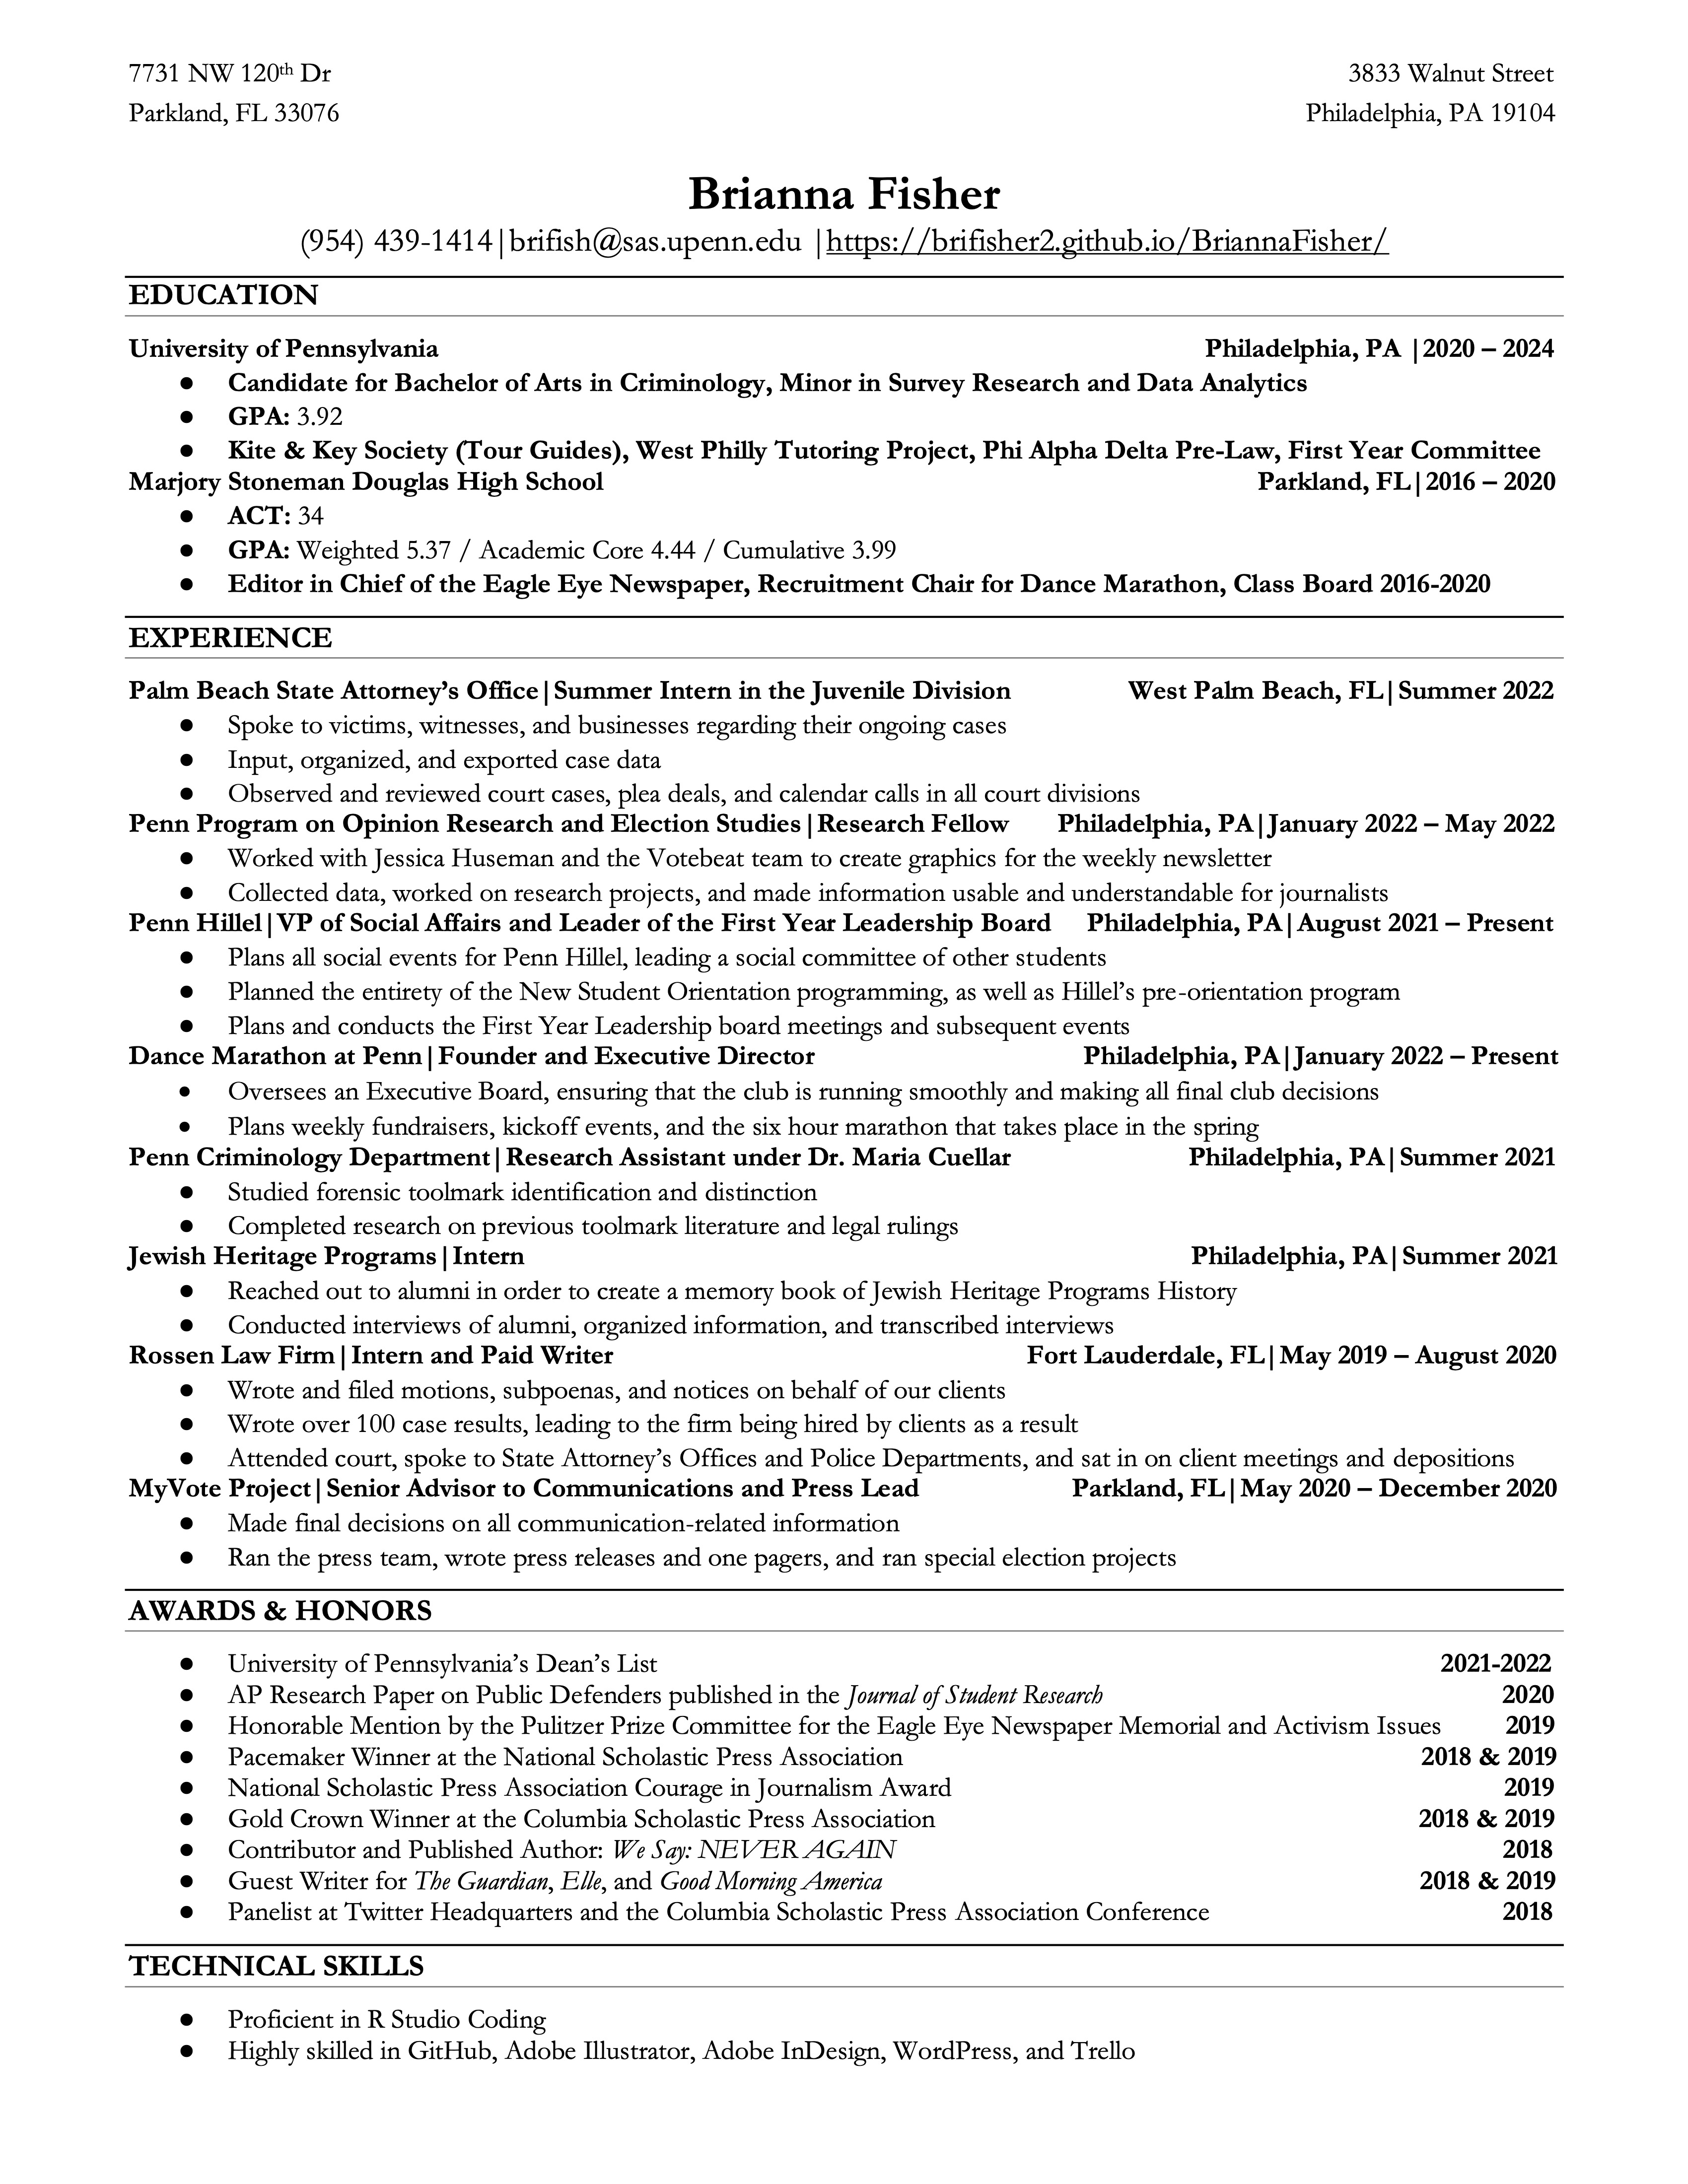 7731 NW 120th Dr 3833 Walnut Street
Parkland, FL 33076 Philadelphia, PA 19104
Brianna Fisher
(954) 439-1414|brifish@sas.upenn.edu |https://brifisher2.github.io/BriannaFisher/
EDUCATION
University of Pennsylvania Philadelphia, PA |2020 – 2024
● Candidate for Bachelor of Arts in Criminology, Minor in Survey Research and Data Analytics
● GPA: 3.92
● Kite & Key Society (Tour Guides), West Philly Tutoring Project, Phi Alpha Delta Pre-Law, First Year Committee
Marjory Stoneman Douglas High School Parkland, FL|2016 – 2020
● ACT: 34
● GPA: Weighted 5.37 / Academic Core 4.44 / Cumulative 3.99
● Editor in Chief of the Eagle Eye Newspaper, Recruitment Chair for Dance Marathon, Class Board 2016-2020
EXPERIENCE
Palm Beach State Attorney’s Office|Summer Intern in the Juvenile Division West Palm Beach, FL|Summer 2022
● Spoke to victims, witnesses, and businesses regarding their ongoing cases
● Input, organized, and exported case data
● Observed and reviewed court cases, plea deals, and calendar calls in all court divisions
Penn Program on Opinion Research and Election Studies|Research Fellow Philadelphia, PA|January 2022 – May 2022
● Worked with Jessica Huseman and the Votebeat team to create graphics for the weekly newsletter
● Collected data, worked on research projects, and made information usable and understandable for journalists
Penn Hillel|VP of Social Affairs and Leader of the First Year Leadership Board Philadelphia, PA|August 2021 – Present
● Plans all social events for Penn Hillel, leading a social committee of other students
● Planned the entirety of the New Student Orientation programming, as well as Hillel’s pre-orientation program
● Plans and conducts the First Year Leadership board meetings and subsequent events
Dance Marathon at Penn|Founder and Executive Director Philadelphia, PA|January 2022 – Present
● Oversees an Executive Board, ensuring that the club is running smoothly and making all final club decisions
● Plans weekly fundraisers, kickoff events, and the six hour marathon that takes place in the spring
Penn Criminology Department|Research Assistant under Dr. Maria Cuellar Philadelphia, PA|Summer 2021
● Studied forensic toolmark identification and distinction
● Completed research on previous toolmark literature and legal rulings
Jewish Heritage Programs|Intern Philadelphia, PA|Summer 2021
● Reached out to alumni in order to create a memory book of Jewish Heritage Programs History
● Conducted interviews of alumni, organized information, and transcribed interviews
Rossen Law Firm|Intern and Paid Writer Fort Lauderdale, FL|May 2019 – August 2020
● Wrote and filed motions, subpoenas, and notices on behalf of our clients
● Wrote over 100 case results, leading to the firm being hired by clients as a result
● Attended court, spoke to State Attorney’s Offices and Police Departments, and sat in on client meetings and depositions
MyVote Project|Senior Advisor to Communications and Press Lead Parkland, FL|May 2020 – December 2020
● Made final decisions on all communication-related information
● Ran the press team, wrote press releases and one pagers, and ran special election projects
AWARDS & HONORS
● University of Pennsylvania’s Dean’s List 2021-2022
● AP Research Paper on Public Defenders published in the Journal of Student Research 2020
● Honorable Mention by the Pulitzer Prize Committee for the Eagle Eye Newspaper Memorial and Activism Issues 2019
● Pacemaker Winner at the National Scholastic Press Association 2018 & 2019
● National Scholastic Press Association Courage in Journalism Award 2019
● Gold Crown Winner at the Columbia Scholastic Press Association 2018 & 2019
● Contributor and Published Author: We Say: NEVER AGAIN 2018
● Guest Writer for The Guardian, Elle, and Good Morning America 2018 & 2019
● Panelist at Twitter Headquarters and the Columbia Scholastic Press Association Conference 2018
TECHNICAL SKILLS
● Proficient in R Studio Coding
● Highly skilled in GitHub, Adobe Illustrator, Adobe InDesign, WordPress, and Trello